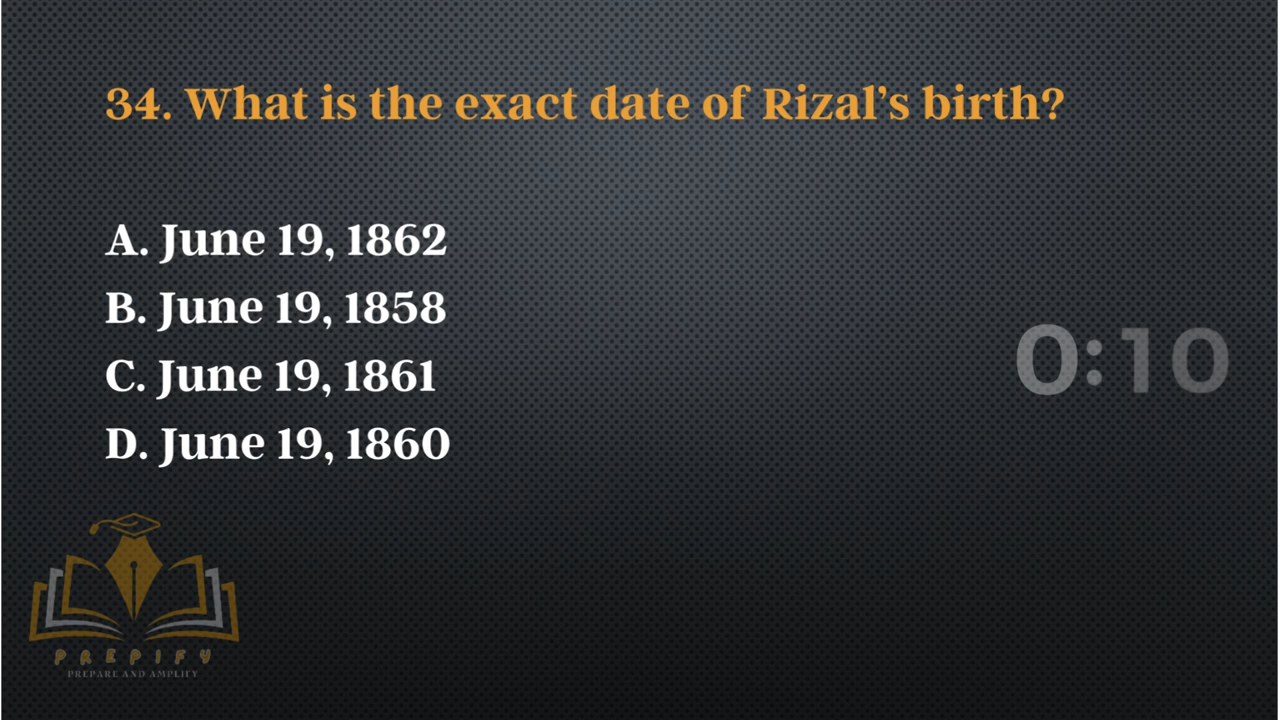 34. What is the exact date of Rizal’s birth?
A. June 19, 1862
B. June 19, 1858
C. June 19, 1861
D. June 19, 1860
0:10
PREPIFY
PREPARE AND AMPLIFY